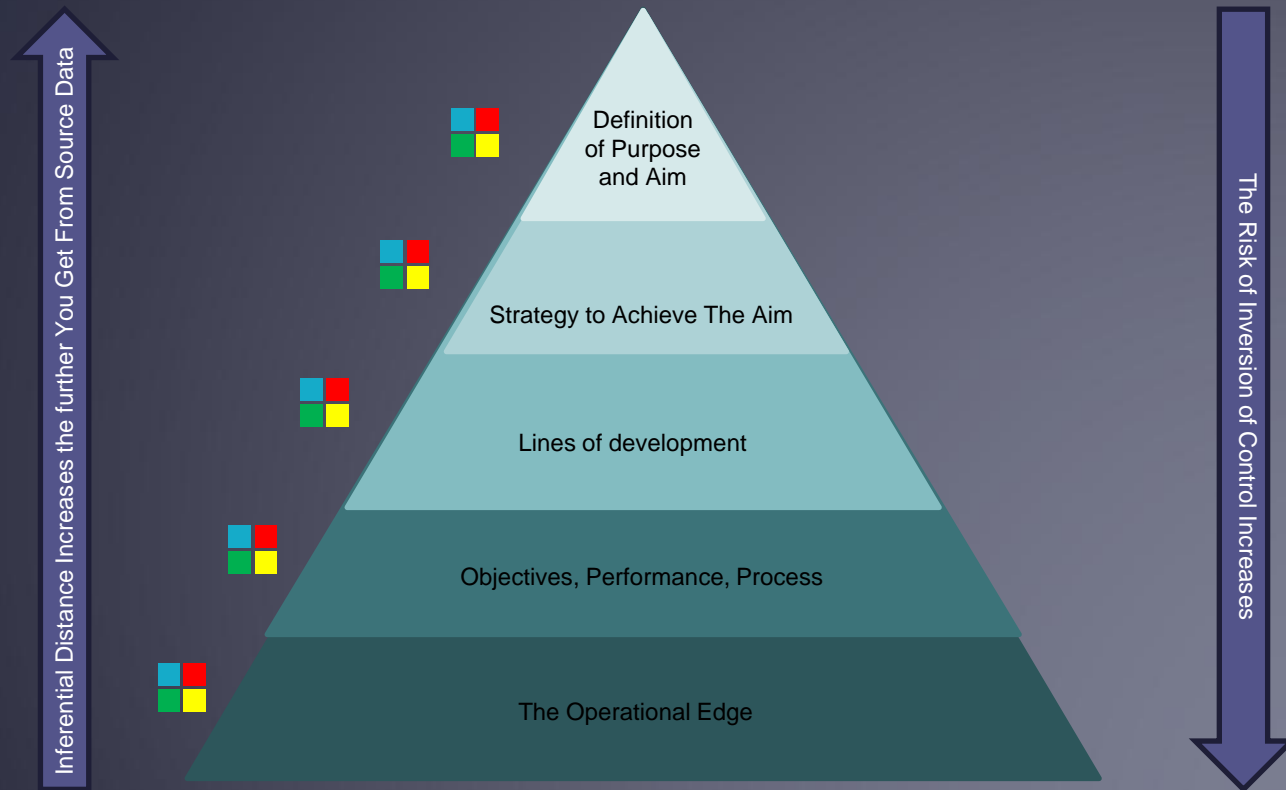 Inferential Distance Increases the further You Get From Source Data
Definition
of Purpose
and Aim
Strategy to Achieve The Aim
Lines of development
Objectives, Performance, Process
The Operational Edge
The Risk of Inversion of Control Increases